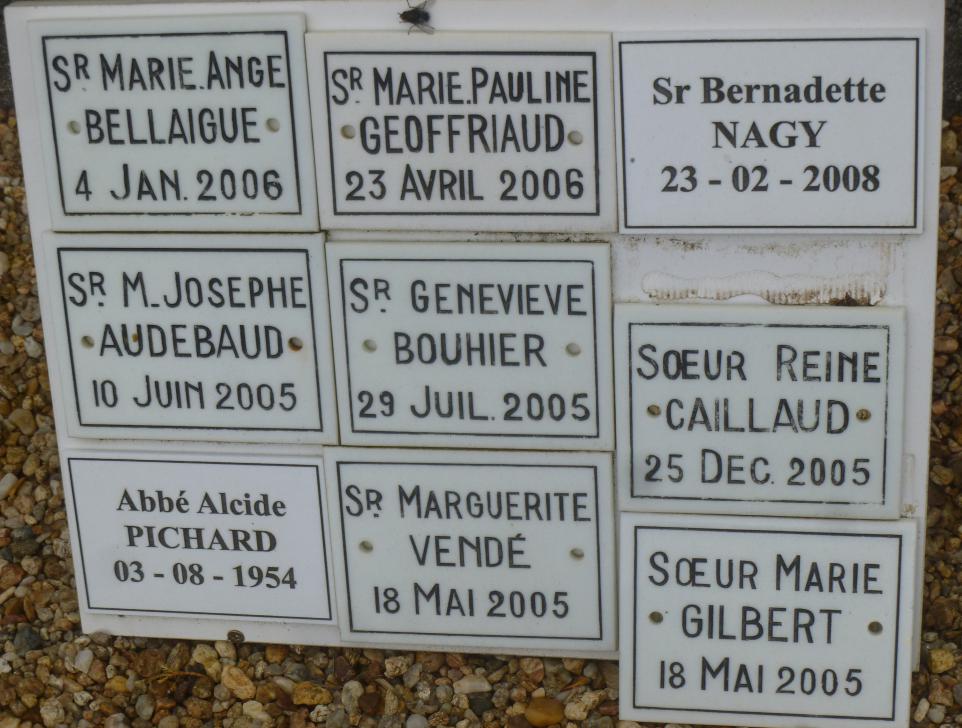 SR MARIE.ANGE
BELLAIGUE
4 JAN. 2006
SR MARIE.PAULINE
GEOFFRIAUD
23 AVRIL 2006
Sr Bernadette
NAGY
23 - 02 - 2008
SR. M_JOSEPHE
AUDEBAUD
10 JUIN 2005
SR GENEVIEVE
BOUHIER
29 JUIL. 2005
SOEUR REINE
CAILLAUD
25 DEC. 2005
Abbé Alcide
PICHARD
03 - 08 - 1954
SR. MARGUERITE
VENDÉ
18 MAI 2005
SŒUR MARIE
GILBERT
18 MAI 2005